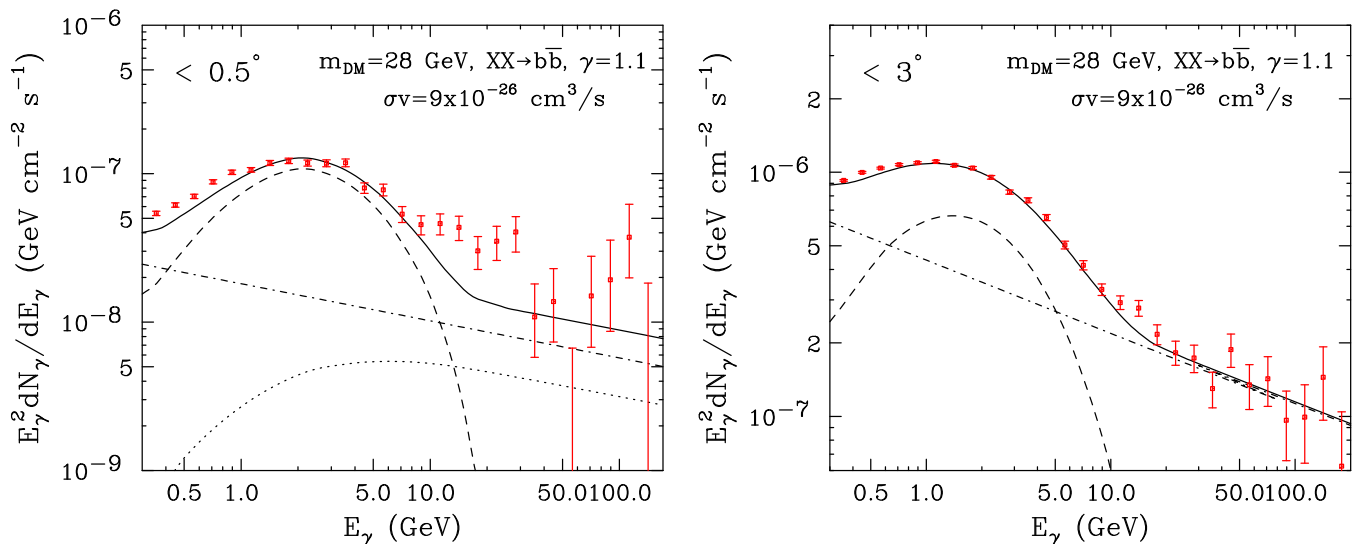 < 0.5°
m_DM=28 GeV, XX→b b̅, γ=1.1
σv=9x10⁻²⁶ cm³/s
E_γ² dN_γ/dE_γ (GeV cm⁻² s⁻¹)
10⁻⁶
5
10⁻⁷
5
10⁻⁸
5
10⁻⁹
0.5 1.0 5.0 10.0 50.0100.0
E_γ (GeV)
< 3°
m_DM=28 GeV, XX→b b̅, γ=1.1
σv=9x10⁻²⁶ cm³/s
E_γ² dN_γ/dE_γ (GeV cm⁻² s⁻¹)
2
10⁻⁶
5
2
10⁻⁷
0.5 1.0 5.0 10.0 50.0100.0
E_γ (GeV)